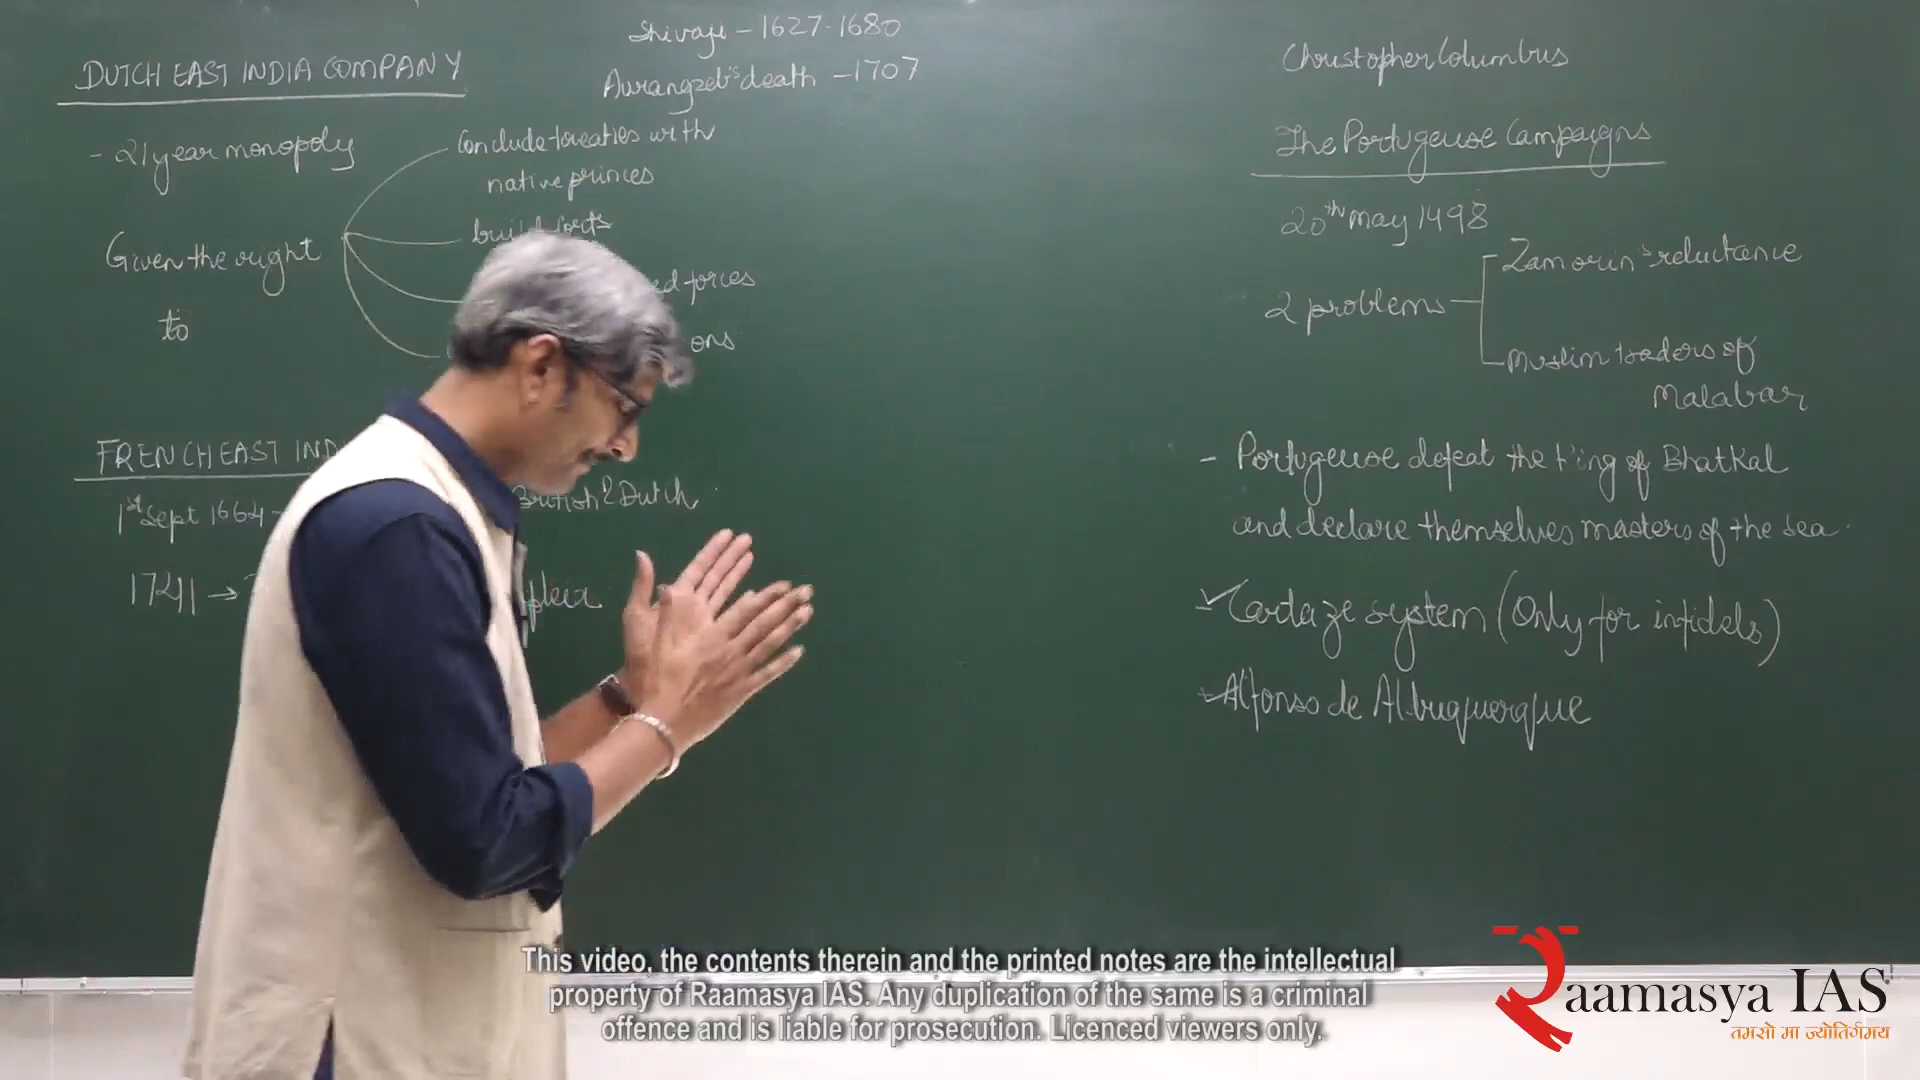 Shivaji - 1627-1680
Aurangzeb's death - 1707
DUTCH EAST INDIA COMPANY
- 21 year monopoly
Given the right
to
Conclude treaties with
native princes
build forts
forces
FRENCH EAST
1st Sept 1664 -
British & Dutch
1741 →
Christopher Columbus
The Portugeuse Campaigns
20th May 1498
2 problems
Zamorin's reluctance
Muslim traders of
Malabar
- Portugeuse defeat the King of Bhatkal
and declare themselves masters of the sea.
Cartaze system (Only for infidels)
Alfonso de Albuquerque
This video, the contents therein and the printed notes are the intellectual
property of Raamasya IAS. Any duplication of the same is a criminal
offence and is liable for prosecution. Licenced viewers only.
Raamasya IAS
तमसो मा ज्योतिर्गमय